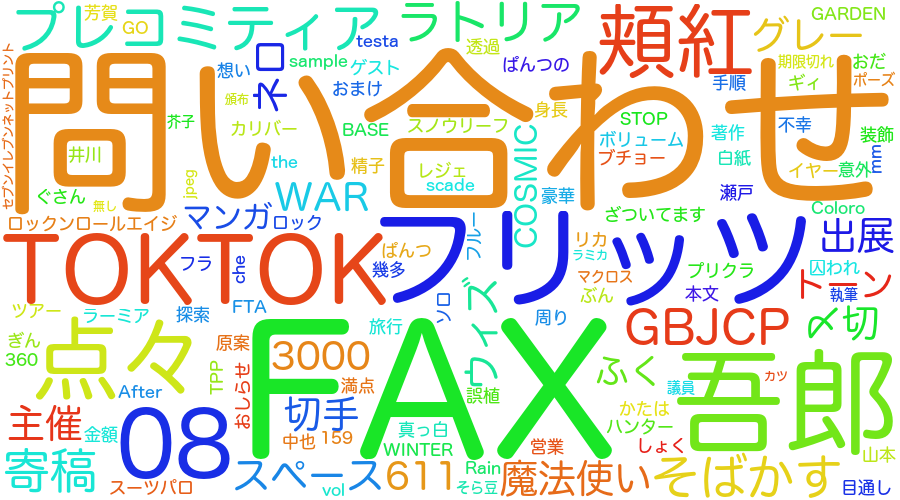 プレコミティア
芳賀
GO
ラトリア
testa
頬紅
GARDEN
グレー
問い合わせ
想い
sample
ゲスト
透過
ぱんつの
期限切れ
おだ
ネロ
おまけ
手順
ギィ
ポーズ
セブンイレブンネットプリント
頒布
身長
芥子
カリバー
BASE
スノウリーフ
STOP
ボリューム
著作
不幸
装飾
井川
the
精子
レジェ
scade
COSMIC
ブチョー
白紙
イヤー
意外
mm
jpeg
無し
ぐさん
WAR
豪華
瀬戸
ロックンロールエイジ
マンガ
ロック
ざついてます
Coloro
出展
TOKTOK
フリッツ
フルー
フラ
che
ぱんつ
幾多
リカ
ラミカ
マクロス
プリクラ
囚われ
トーン
ツアー
ラーミア
探索
FTA
ソロ
ウィズ
ぶん
本文
執筆
ぎん
360
点々
原案
旅行
周り
GBJCP
〆切
FAX
3000
満点
TPP
おしらせ
After
誤植
ふく
議員
カツ
吾郎
主催
金額
08
切手
中也
159
真っ白
WINTER
かたは
ハンター
営業
しょく
山本
寄稿
スーツパロ
スペース
vol
611
Rain
そら豆
魔法使い
そばかす
目通し